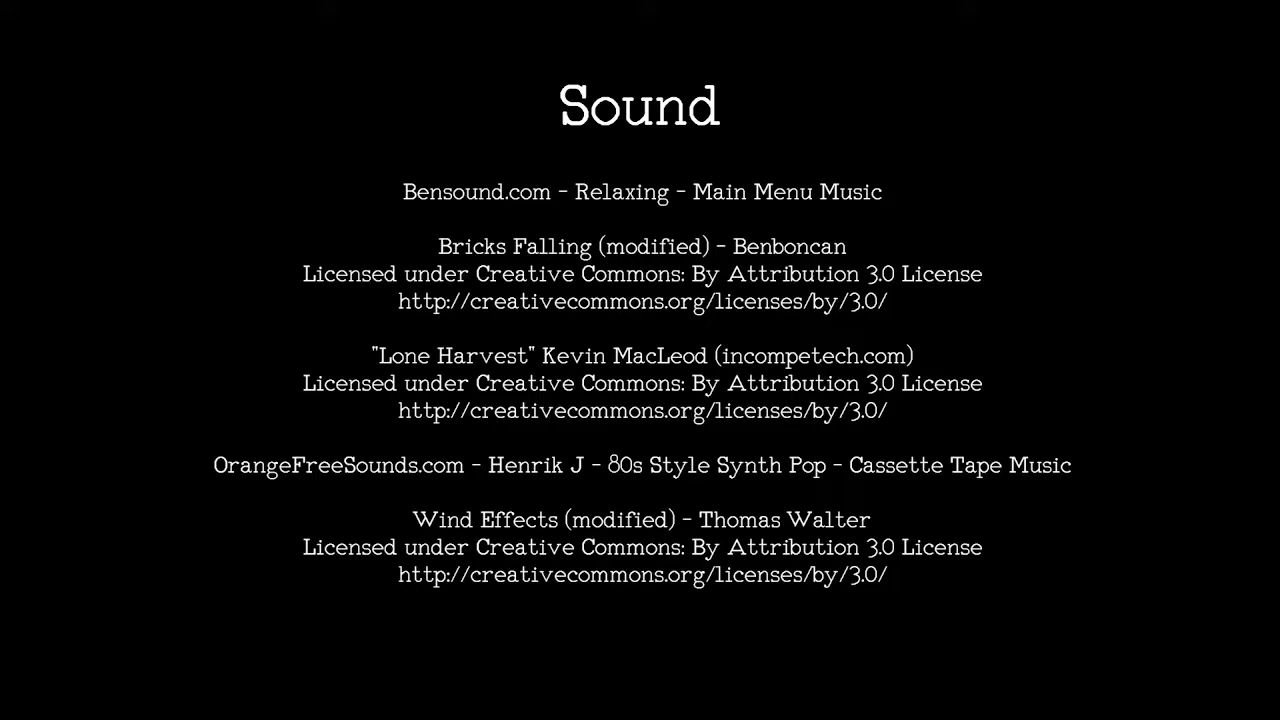 Sound
Bensound.com - Relaxing - Main Menu Music
Bricks Falling (modified) - Benboncan
Licensed under Creative Commons: By Attribution 3.0 License
http://creativecommons.org/licenses/by/3.0/
"Lone Harvest" Kevin MacLeod (incompetech.com)
Licensed under Creative Commons: By Attribution 3.0 License
http://creativecommons.org/licenses/by/3.0/
OrangeFreeSounds.com - Henrik J - 80s Style Synth Pop - Cassette Tape Music
Wind Effects (modified) - Thomas Walter
Licensed under Creative Commons: By Attribution 3.0 License
http://creativecommons.org/licenses/by/3.0/